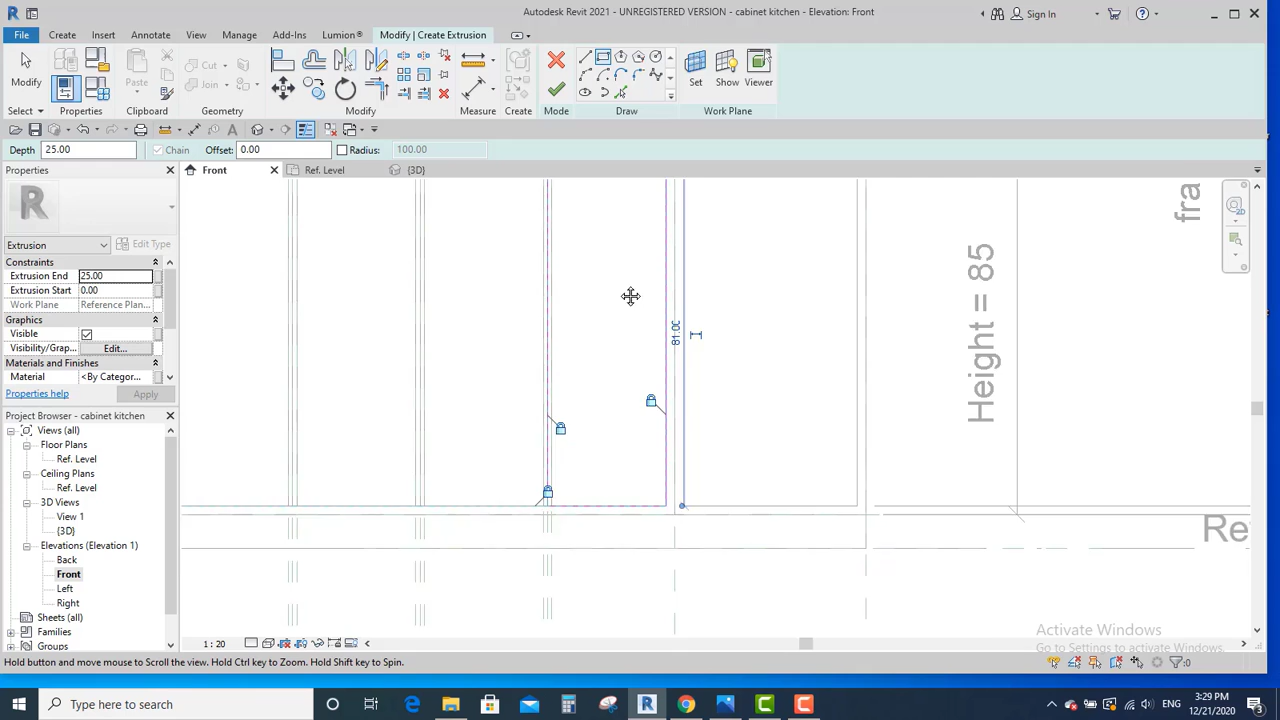 Autodesk Revit 2021 - UNREGISTERED VERSION - cabinet kitchen - Elevation: Front
Sign In
File Create Insert Annotate View Manage Add-Ins Lumion® Modify | Create Extrusion
Modify Paste Cut Join Create Set Show Viewer
Select Properties Clipboard Geometry Modify Measure Create Mode Draw Work Plane
Depth 25.00 Chain Offset: 0.00 Radius: 100.00
Properties
Front Ref. Level {3D}
Extrusion Edit Type
Constraints
Extrusion End 25.00
Extrusion Start 0.00
Work Plane Reference Plan...
Graphics
Visible
Visibility/Grap... Edit...
Materials and Finishes
Material <By Categor...
Properties help Apply
Project Browser - cabinet kitchen
Views (all)
Floor Plans
Ref. Level
Ceiling Plans
Ref. Level
3D Views
View 1
{3D}
Elevations (Elevation 1)
Back
Front
Left
Right
Sheets (all)
Families
Groups
81.00
Height = 85
fra
Re
2D
1 : 20
Activate Windows
Go to Settings to activate Windows.
Hold button and move mouse to Scroll the view. Hold Ctrl key to Zoom. Hold Shift key to Spin.
:0
Type here to search
ENG
3:29 PM
12/21/2020